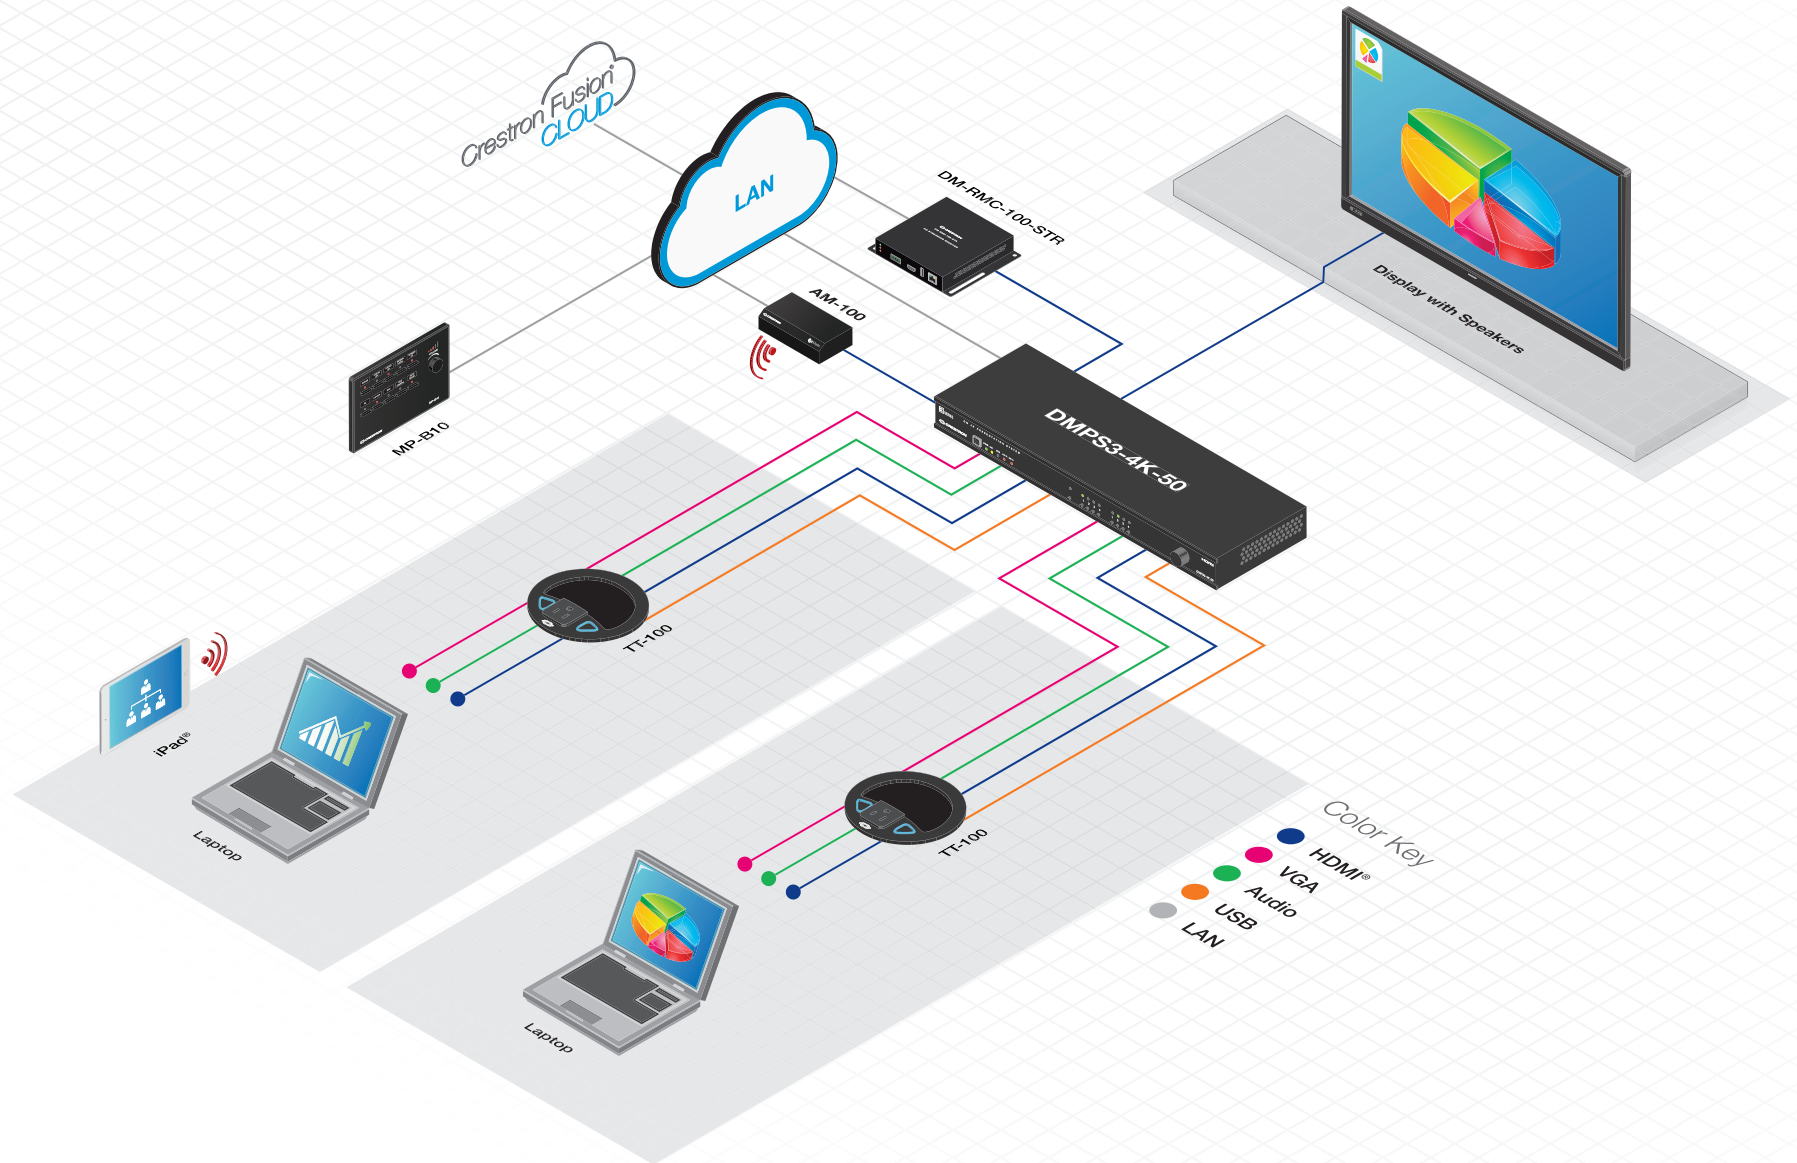 Crestron Fusion®
CLOUD
LAN
DM-RMC-100-STR
AM-100
MP-B10
DMPS3-4K-50
Display with Speakers
TT-100
iPad®
Laptop
TT-100
Laptop
Color Key
HDMI®
VGA
Audio
USB
LAN